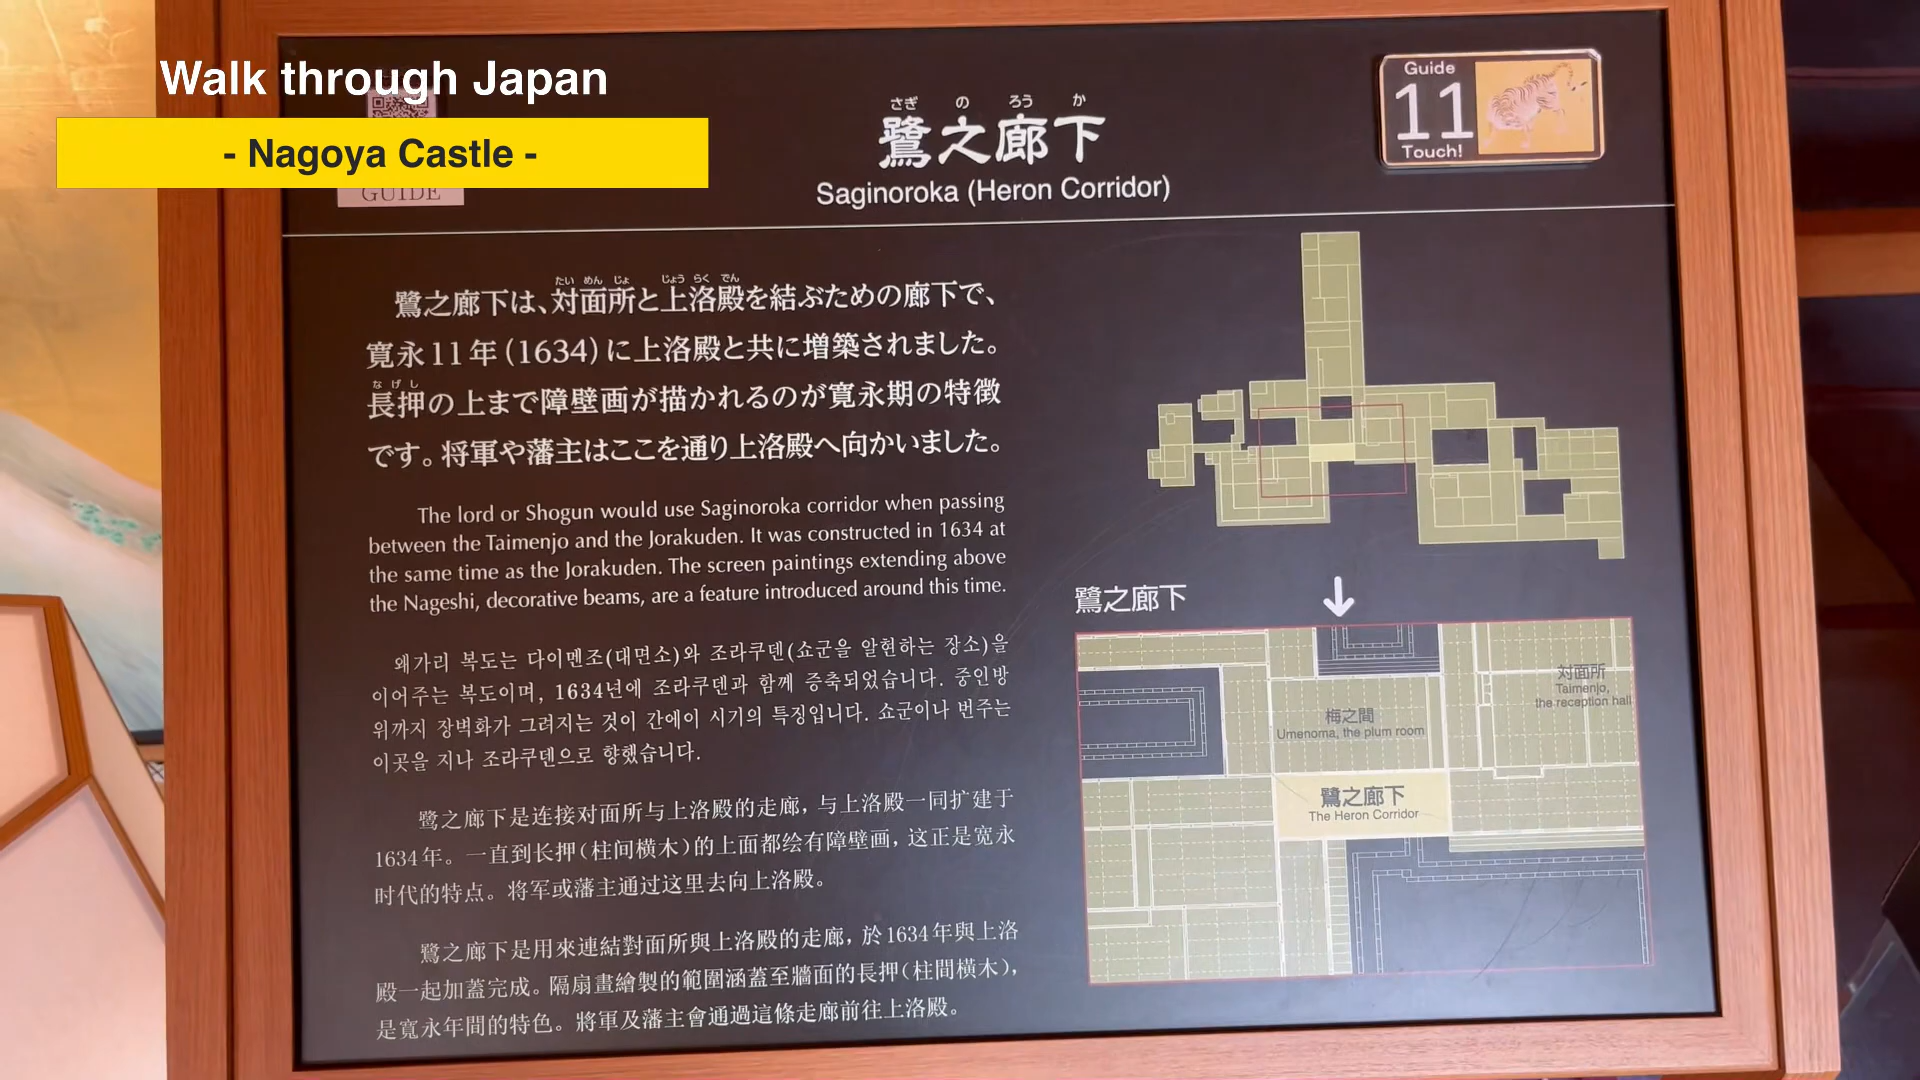 Walk through Japan
- Nagoya Castle -
GUIDE
さぎ の ろう か
鷺之廊下
Saginoroka (Heron Corridor)
Guide
11
Touch!
たい めん じょ じょう らく でん
鷺之廊下は、対面所と上洛殿を結ぶための廊下で、
寛永11年(1634)に上洛殿と共に増築されました。
なげし
長押の上まで障壁画が描かれるのが寛永期の特徴
です。将軍や藩主はここを通り上洛殿へ向かいました。
The lord or Shogun would use Saginoroka corridor when passing
between the Taimenjo and the Jorakuden. It was constructed in 1634 at
the same time as the Jorakuden. The screen paintings extending above
the Nageshi, decorative beams, are a feature introduced around this time.
왜가리 복도는 다이멘조(대면소)와 조라쿠덴(쇼군을 알현하는 장소)을
이어주는 복도이며, 1634년에 조라쿠덴과 함께 증축되었습니다. 중인방
위까지 장벽화가 그려지는 것이 간에이 시기의 특징입니다. 쇼군이나 번주는
이곳을 지나 조라쿠덴으로 향했습니다.
鹭之廊下是连接对面所与上洛殿的走廊，与上洛殿一同扩建于
1634年。一直到长押（柱间横木）的上面都绘有障壁画，这正是宽永
时代的特点。将军或藩主通过这里去向上洛殿。
鷺之廊下是用來連結對面所與上洛殿的走廊，於1634年與上洛
殿一起加蓋完成。隔扇畫繪製的範圍涵蓋至牆面的長押（柱間橫木），
是寬永年間的特色。將軍及藩主會通過這條走廊前往上洛殿。
鷺之廊下
対面所
Taimenjo,
the reception hall
梅之間
Umenoma, the plum room
鷺之廊下
The Heron Corridor